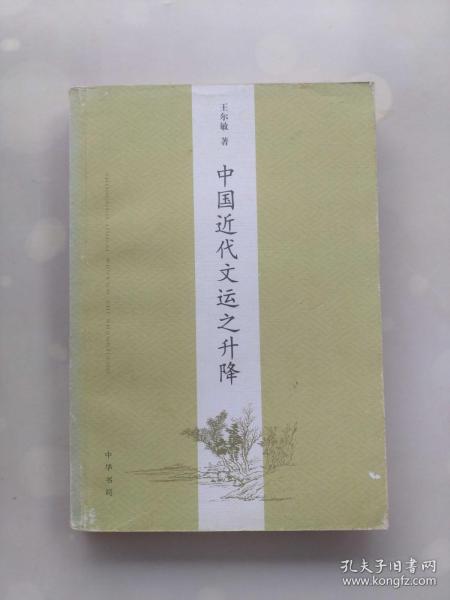 王尔敏 著
中国近代文运之升降
中华书局
孔夫子旧书网
www.kongfz.com